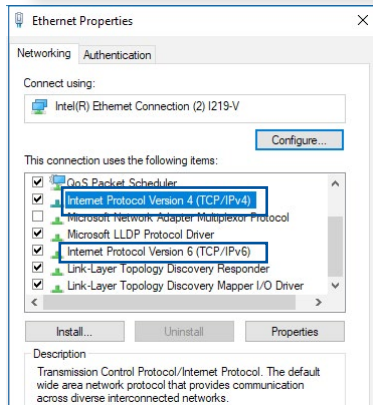 Ethernet Properties
Networking Authentication
Connect using:
Intel(R) Ethernet Connection (2) I219-V
Configure...
This connection uses the following items:
QoS Packet Scheduler
Internet Protocol Version 4 (TCP/IPv4)
Microsoft Network Adapter Multiplexor Protocol
Microsoft LLDP Protocol Driver
Internet Protocol Version 6 (TCP/IPv6)
Link-Layer Topology Discovery Responder
Link-Layer Topology Discovery Mapper I/O Driver
Install... Uninstall Properties
Description
Transmission Control Protocol/Internet Protocol. The default
wide area network protocol that provides communication
across diverse interconnected networks.